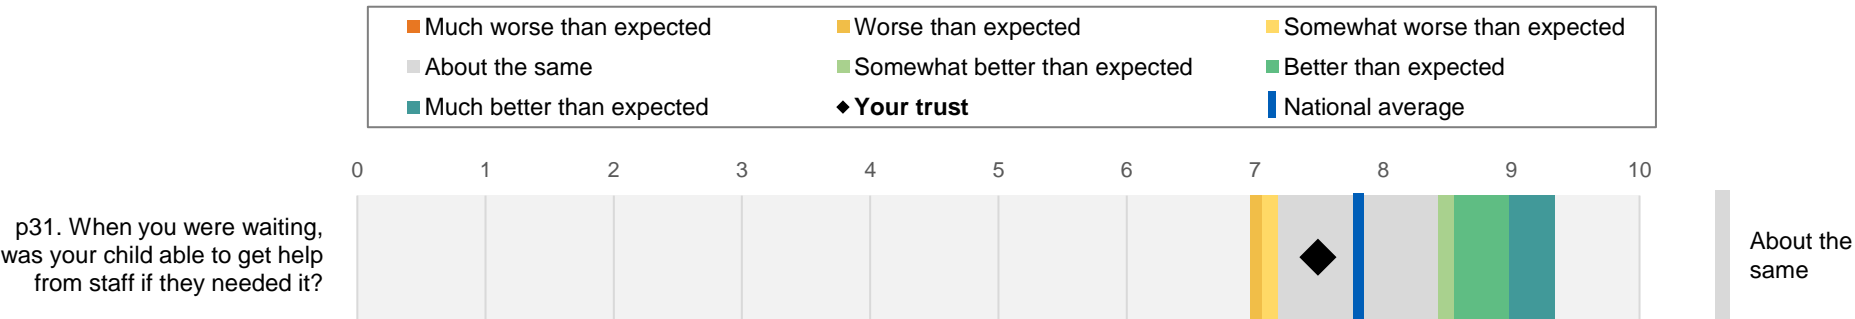 Much worse than expected
Worse than expected
Somewhat worse than expected
About the same
Somewhat better than expected
Better than expected
Much better than expected
Your trust
National average
0 1 2 3 4 5 6 7 8 9 10
p31. When you were waiting,
was your child able to get help
from staff if they needed it?
About the
same